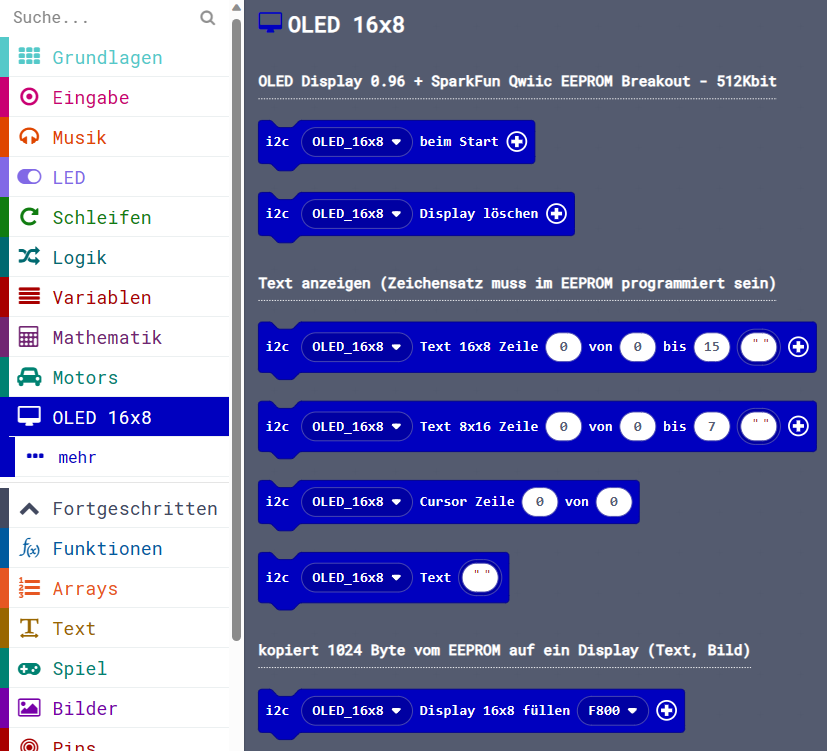 Suche...
Grundlagen
Eingabe
Musik
LED
Schleifen
Logik
Variablen
Mathematik
Motors
OLED 16x8
mehr
Fortgeschritten
Funktionen
Arrays
Text
Spiel
Bilder
Pins
OLED 16x8
OLED Display 0.96 + SparkFun Qwiic EEPROM Breakout - 512Kbit
i2c OLED_16x8 beim Start
i2c OLED_16x8 Display löschen
Text anzeigen (Zeichensatz muss im EEPROM programmiert sein)
i2c OLED_16x8 Text 16x8 Zeile 0 von 0 bis 15 " "
i2c OLED_16x8 Text 8x16 Zeile 0 von 0 bis 7 " "
i2c OLED_16x8 Cursor Zeile 0 von 0
i2c OLED_16x8 Text " "
kopiert 1024 Byte vom EEPROM auf ein Display (Text, Bild)
i2c OLED_16x8 Display 16x8 füllen F800